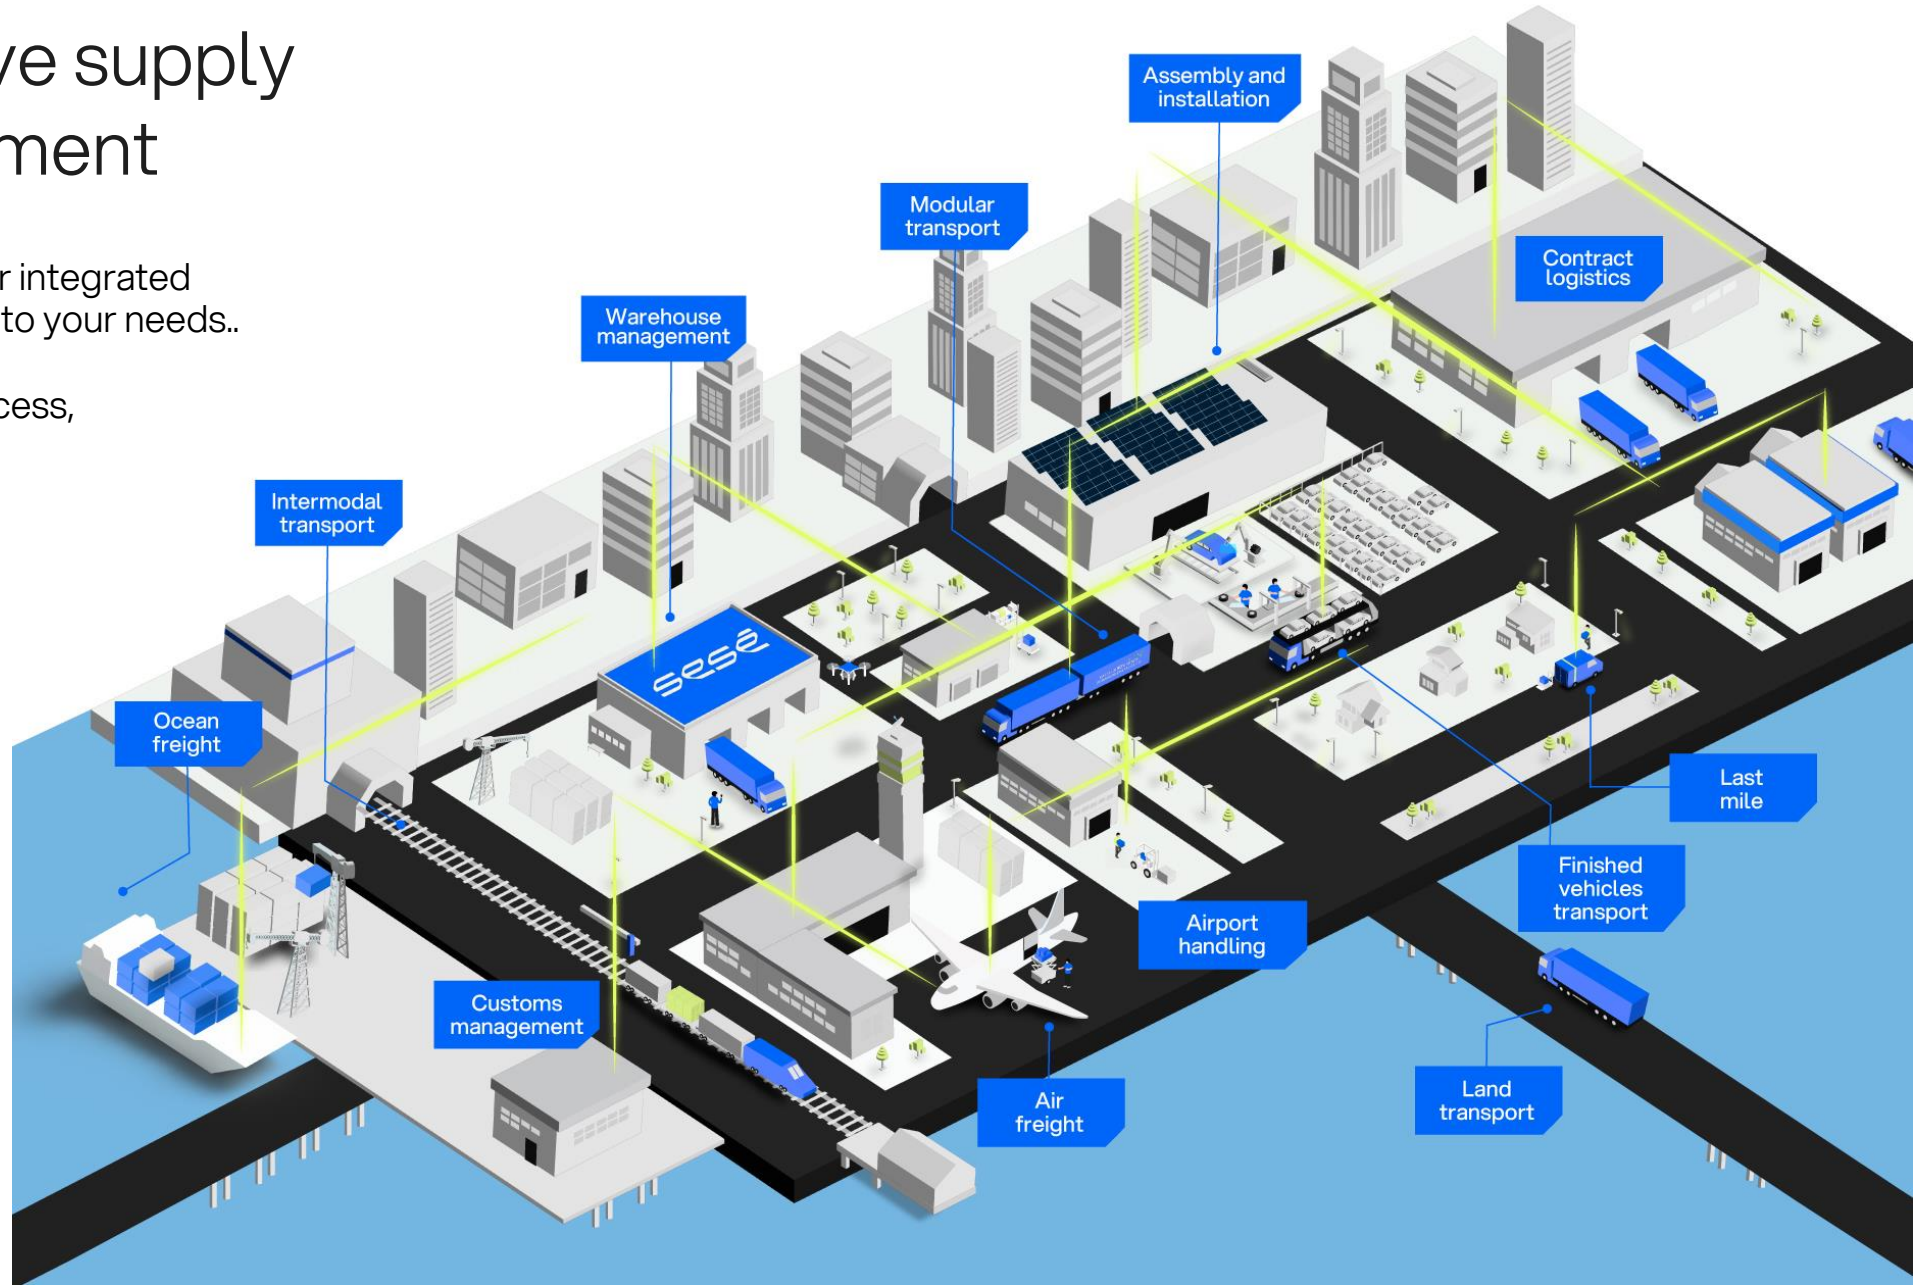 ve supply
ment
r integrated
to your needs..
cess,
Assembly and
installation
Modular
transport
Contract
logistics
Warehouse
management
Intermodal
transport
sesé
Ocean
freight
Last
mile
Finished
vehicles
transport
Airport
handling
Customs
management
Air
freight
Land
transport